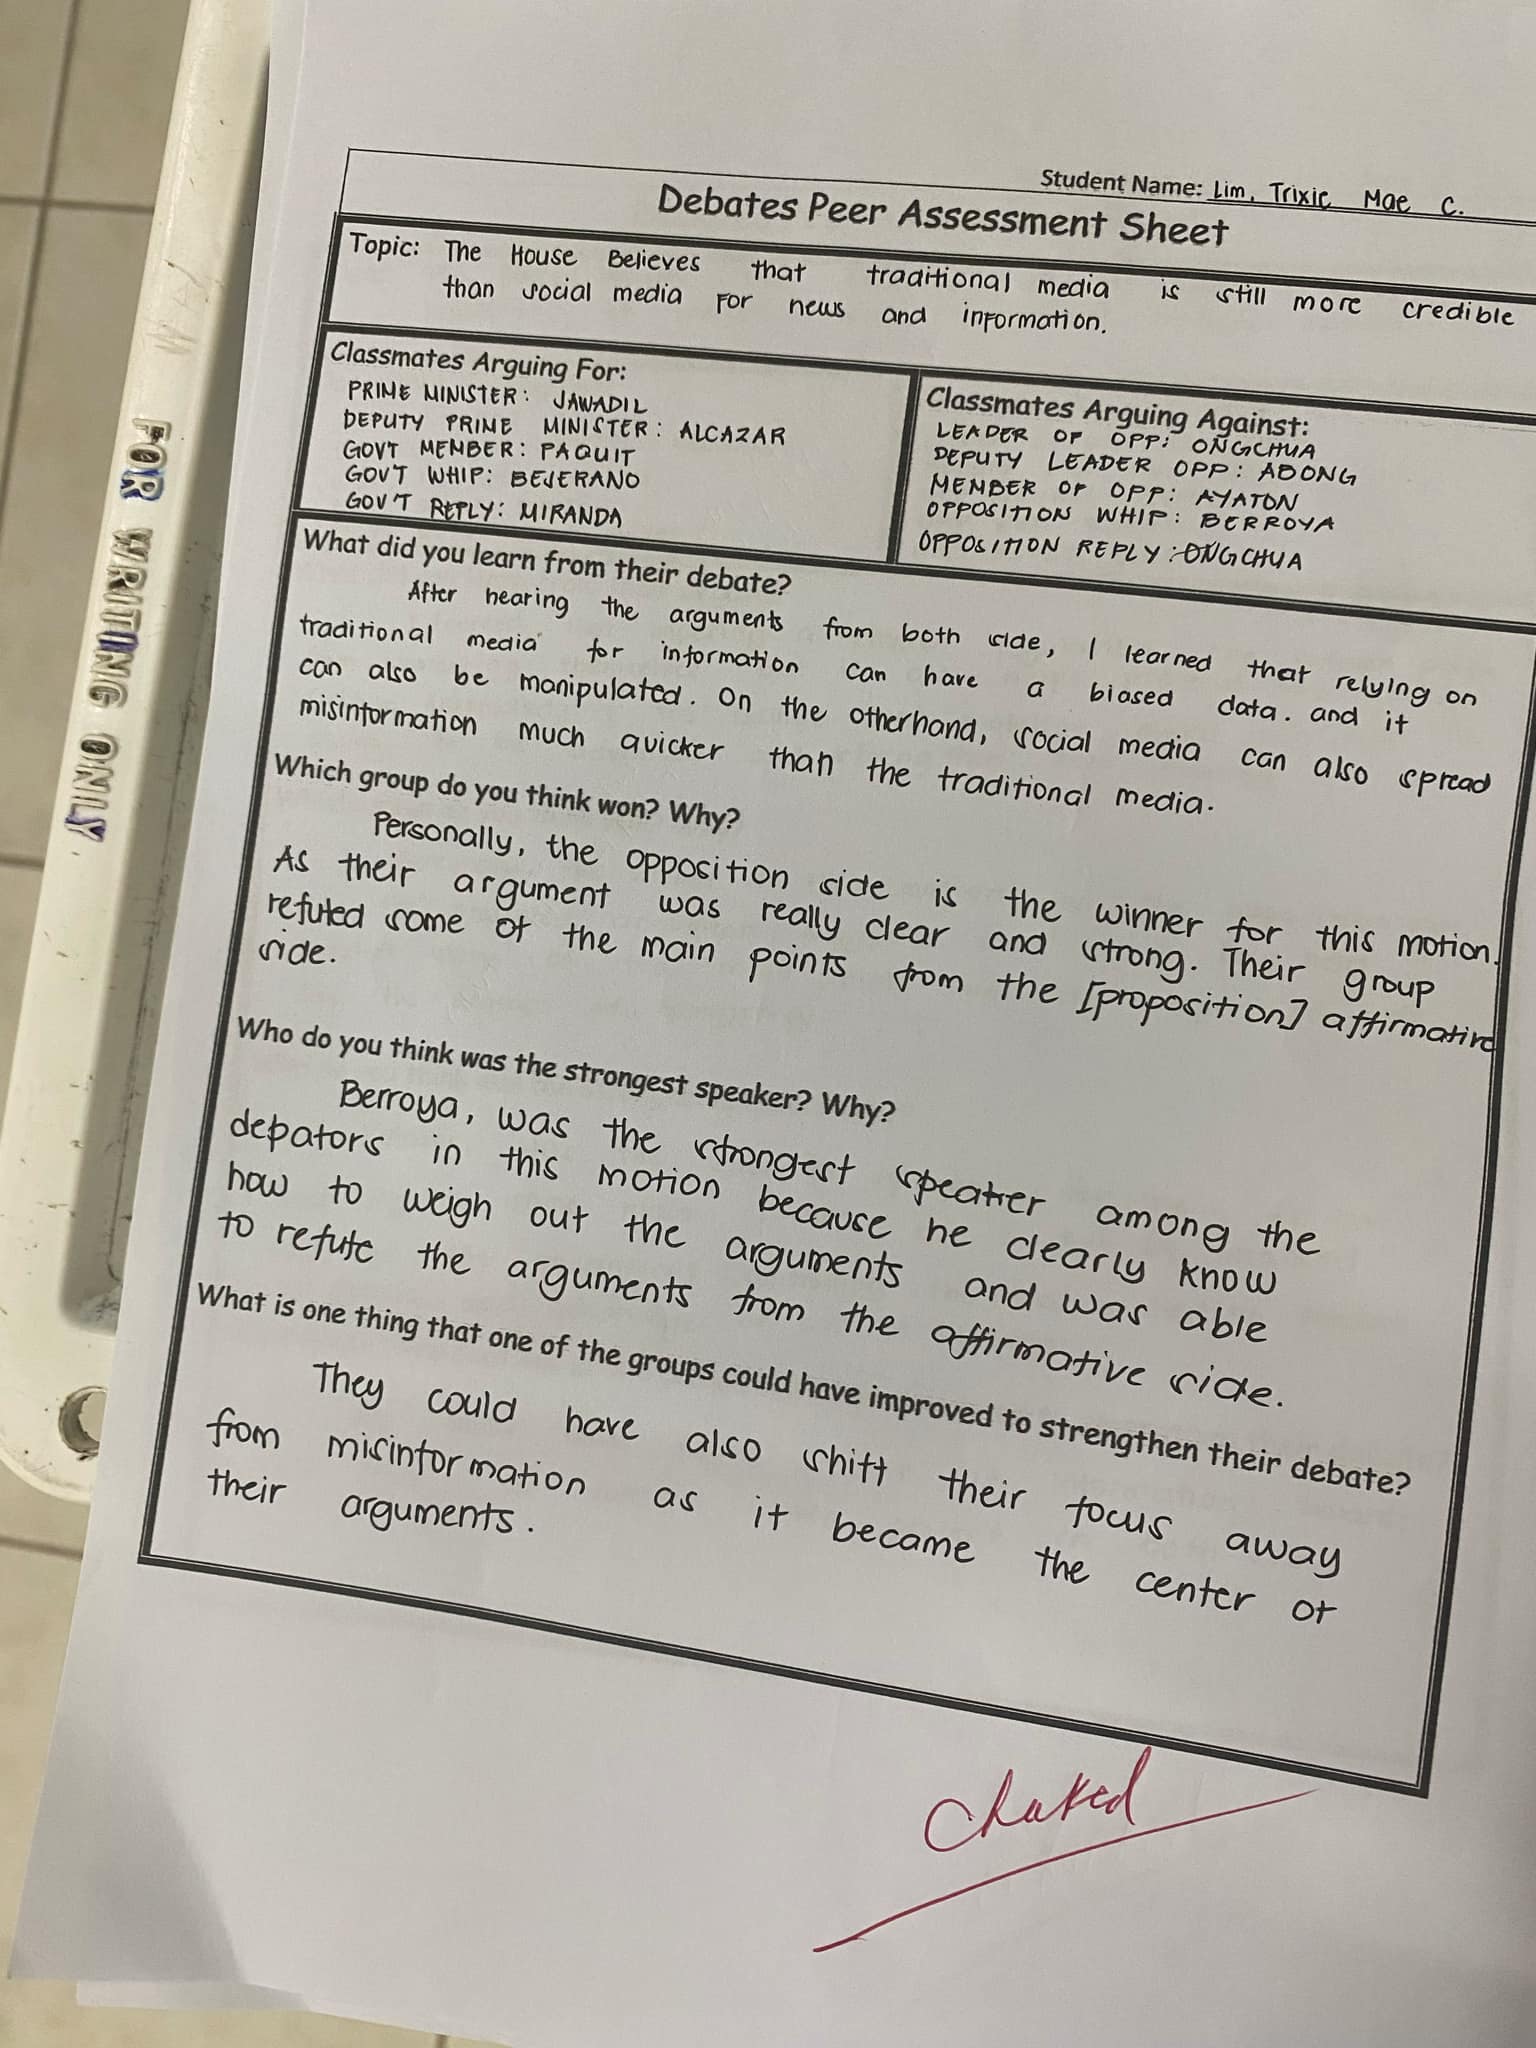 Student Name: Lim, Trixie Mae C.
Debates Peer Assessment Sheet
Topic: The House Believes that traditional media is still more credible
than social media for news and information.
Classmates Arguing For:
PRIME MINISTER: JAWADIL
DEPUTY PRIME MINISTER: ALCAZAR
GOVT MEMBER: PAQUIT
GOV'T WHIP: BEJERANO
GOV'T REPLY: MIRANDA
Classmates Arguing Against:
LEADER OF OPP: ONGCHUA
DEPUTY LEADER OPP: ABONG
MEMBER OF OPP: AYATON
OPPOSITION WHIP: BERROYA
OPPOSITION REPLY: ONGCHUA
What did you learn from their debate?
After hearing the arguments from both side, I learned that relying on
traditional media for information can have a biased data. and it
can also be manipulated. On the otherhand, social media can also spread
misinformation much quicker than the traditional media.
Which group do you think won? Why?
Personally, the opposition side is the winner for this motion.
As their argument was really clear and strong. Their group
refuted some of the main points from the [proposition] affirmative
side.
Who do you think was the strongest speaker? Why?
Berroya, was the strongest speaker among the
debators in this motion because he clearly know
how to weigh out the arguments and was able
to refute the arguments from the affirmative side.
What is one thing that one of the groups could have improved to strengthen their debate?
They could have also shift their focus away
from misinformation as it became the center of
their arguments.
Checked
FOR WRITING ONLY